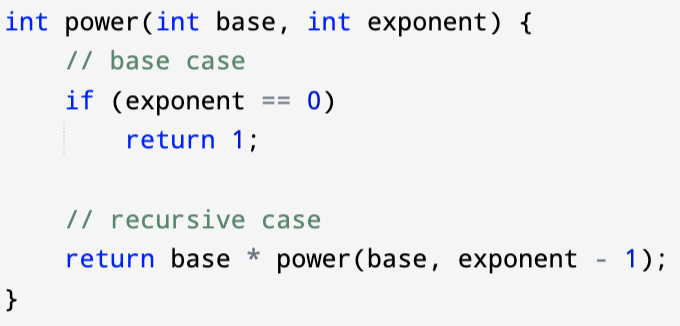 int power(int base, int exponent) {
    // base case
    if (exponent == 0)
        return 1;

    // recursive case
    return base * power(base, exponent - 1);
}